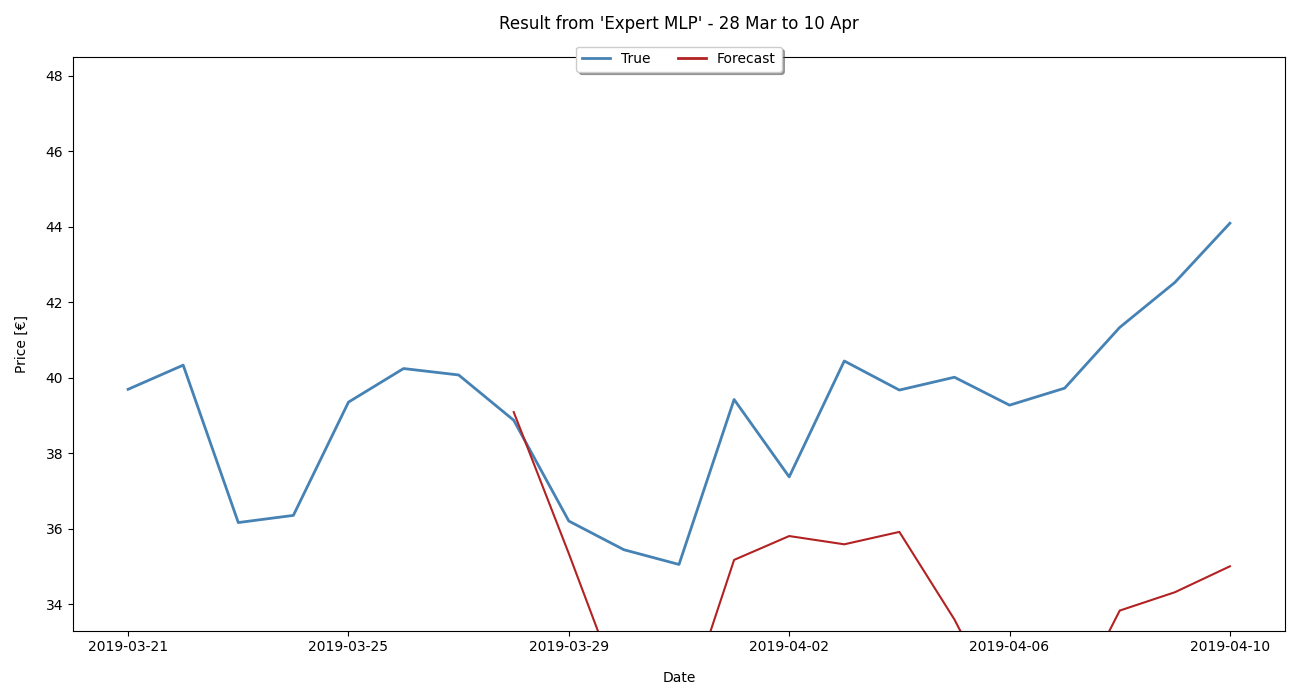 Result from 'Expert MLP' - 28 Mar to 10 Apr
True Forecast
48
46
44
42
40
38
36
34
Price [€]
2019-03-21 2019-03-25 2019-03-29 2019-04-02 2019-04-06 2019-04-10
Date